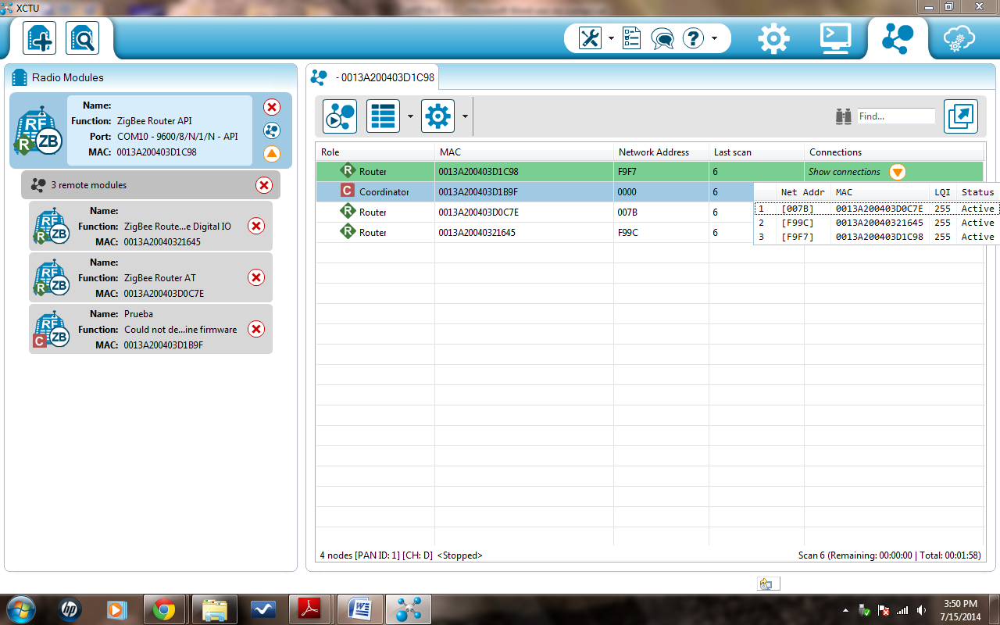 XCTU
Radio Modules
Name:
Function: ZigBee Router API
Port: COM10 - 9600/8/N/1/N - API
MAC: 0013A200403D1C98
RF
R
ZB
3 remote modules
Name:
Function: ZigBee Route...e Digital IO
MAC: 0013A20040321645
RF
R
ZB
Name:
Function: ZigBee Router AT
MAC: 0013A200403D0C7E
RF
R
ZB
Name: Prueba
Function: Could not de...ine firmware
MAC: 0013A200403D1B9F
RF
C
ZB
- 0013A200403D1C98
Find...
Role MAC Network Address Last scan Connections
R Router 0013A200403D1C98 F9F7 6 Show connections
C Coordinator 0013A200403D1B9F 0000 6
R Router 0013A200403D0C7E 007B 6
R Router 0013A20040321645 F99C 6
Net Addr MAC LQI Status
1 [007B] 0013A200403D0C7E 255 Active
2 [F99C] 0013A20040321645 255 Active
3 [F9F7] 0013A200403D1C98 255 Active
4 nodes [PAN ID: 1] [CH: D] <Stopped>
Scan 6 (Remaining: 00:00:00 | Total: 00:01:58)
hp
W
3:50 PM
7/15/2014